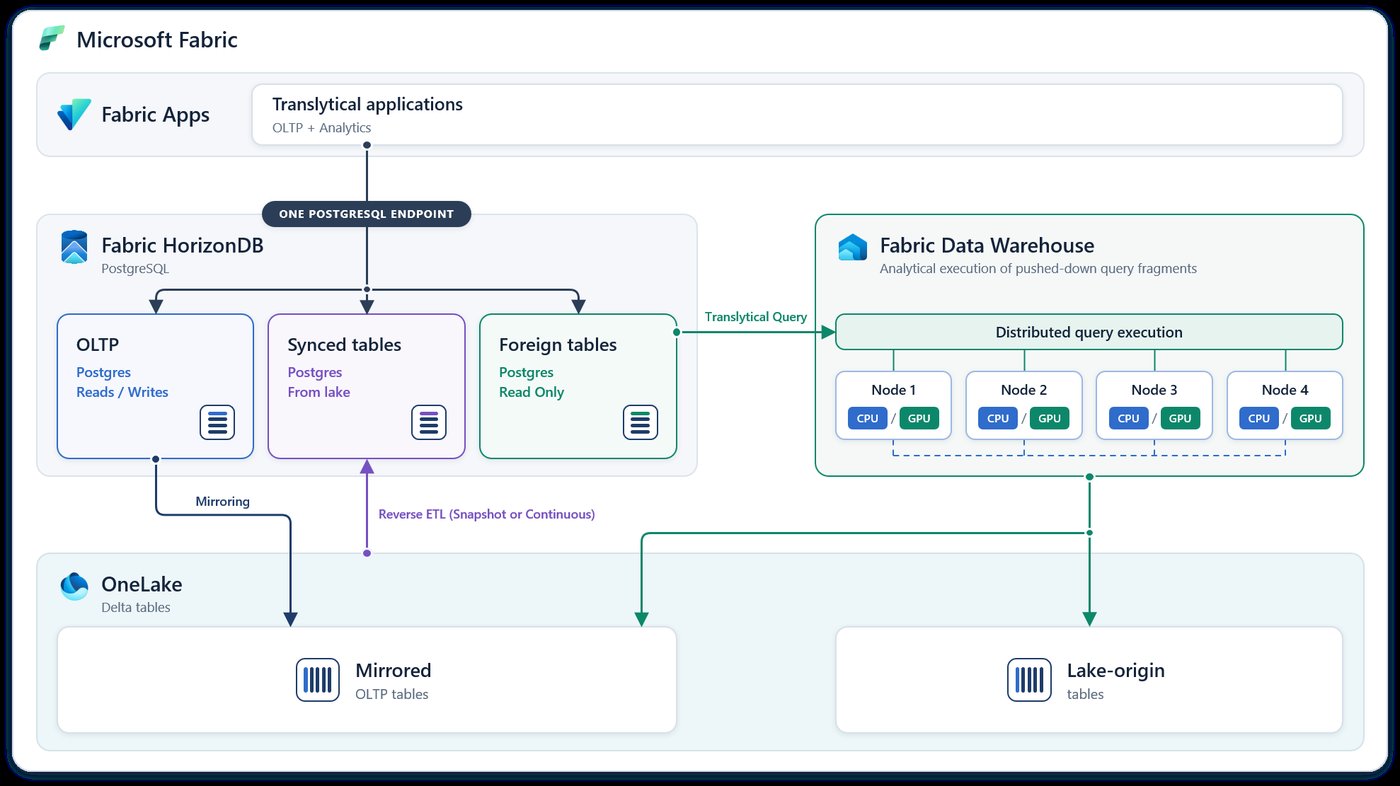 Microsoft Fabric
Fabric Apps
Translytical applications
OLTP + Analytics
ONE POSTGRESQL ENDPOINT
Fabric HorizonDB
PostgreSQL
OLTP
Postgres
Reads / Writes
Synced tables
Postgres
From lake
Foreign tables
Postgres
Read Only
Translytical Query
Fabric Data Warehouse
Analytical execution of pushed-down query fragments
Distributed query execution
Node 1
CPU / GPU
Node 2
CPU / GPU
Node 3
CPU / GPU
Node 4
CPU / GPU
Mirroring
Reverse ETL (Snapshot or Continuous)
OneLake
Delta tables
Mirrored
OLTP tables
Lake-origin
tables